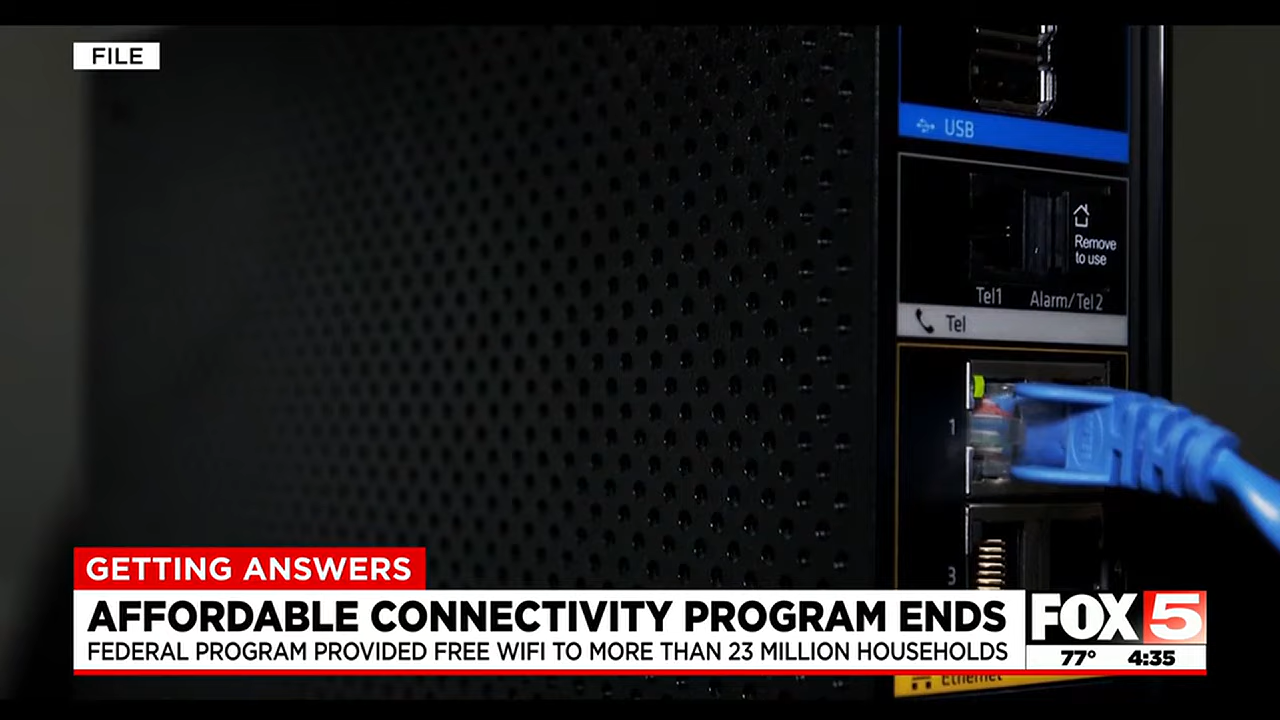 FILE
USB
Remove
to use
Tel1 Alarm/Tel 2
Tel
1
3
GETTING ANSWERS
AFFORDABLE CONNECTIVITY PROGRAM ENDS
FEDERAL PROGRAM PROVIDED FREE WIFI TO MORE THAN 23 MILLION HOUSEHOLDS
FOX 5
77° 4:35
Ethernet